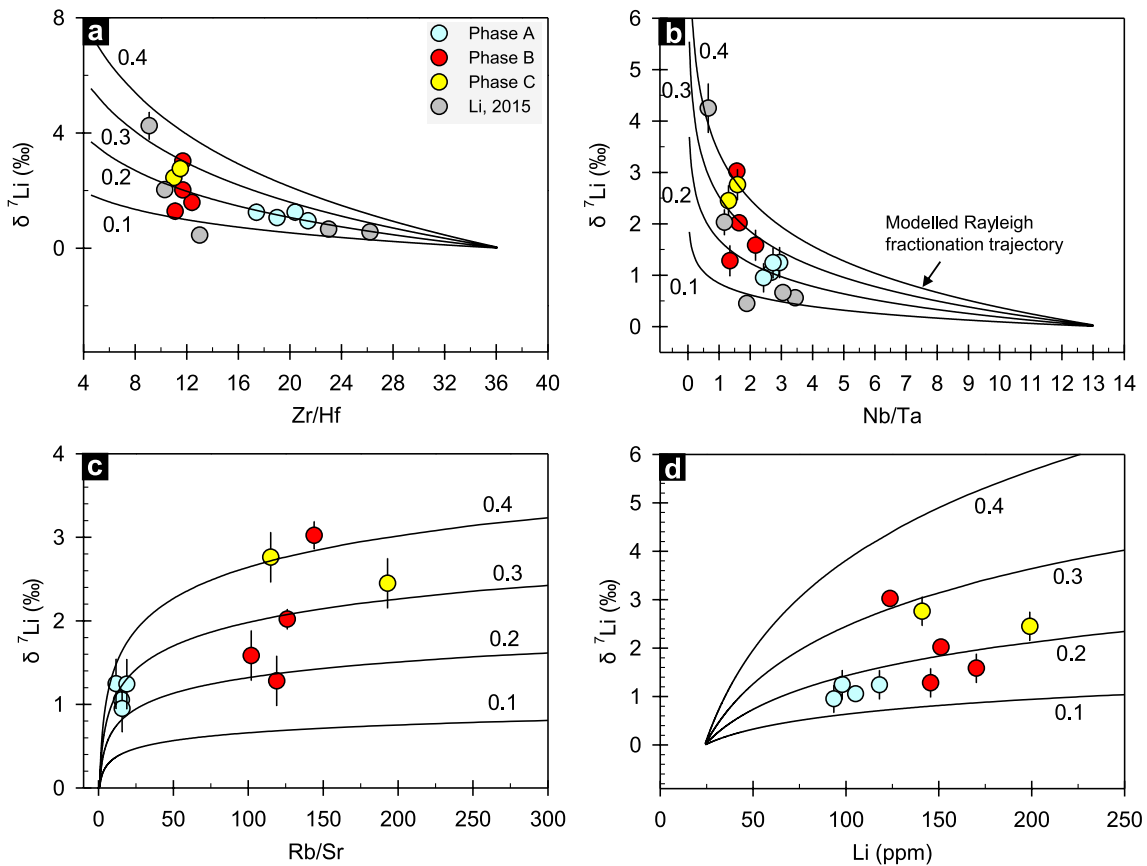 a
8
4
0
δ ⁷Li (‰)
0.4
0.3
0.2
0.1
Phase A
Phase B
Phase C
Li, 2015
4 8 12 16 20 24 28 32 36 40
Zr/Hf
b
6
5
4
3
2
1
0
δ ⁷Li (‰)
0.4
0.3
0.2
0.1
Modelled Rayleigh
fractionation trajectory
0 1 2 3 4 5 6 7 8 9 10 11 12 13 14
Nb/Ta
c
4
3
2
1
0
δ ⁷Li (‰)
0.4
0.3
0.2
0.1
0 50 100 150 200 250 300
Rb/Sr
d
6
5
4
3
2
1
0
δ ⁷Li (‰)
0.4
0.3
0.2
0.1
0 50 100 150 200 250
Li (ppm)